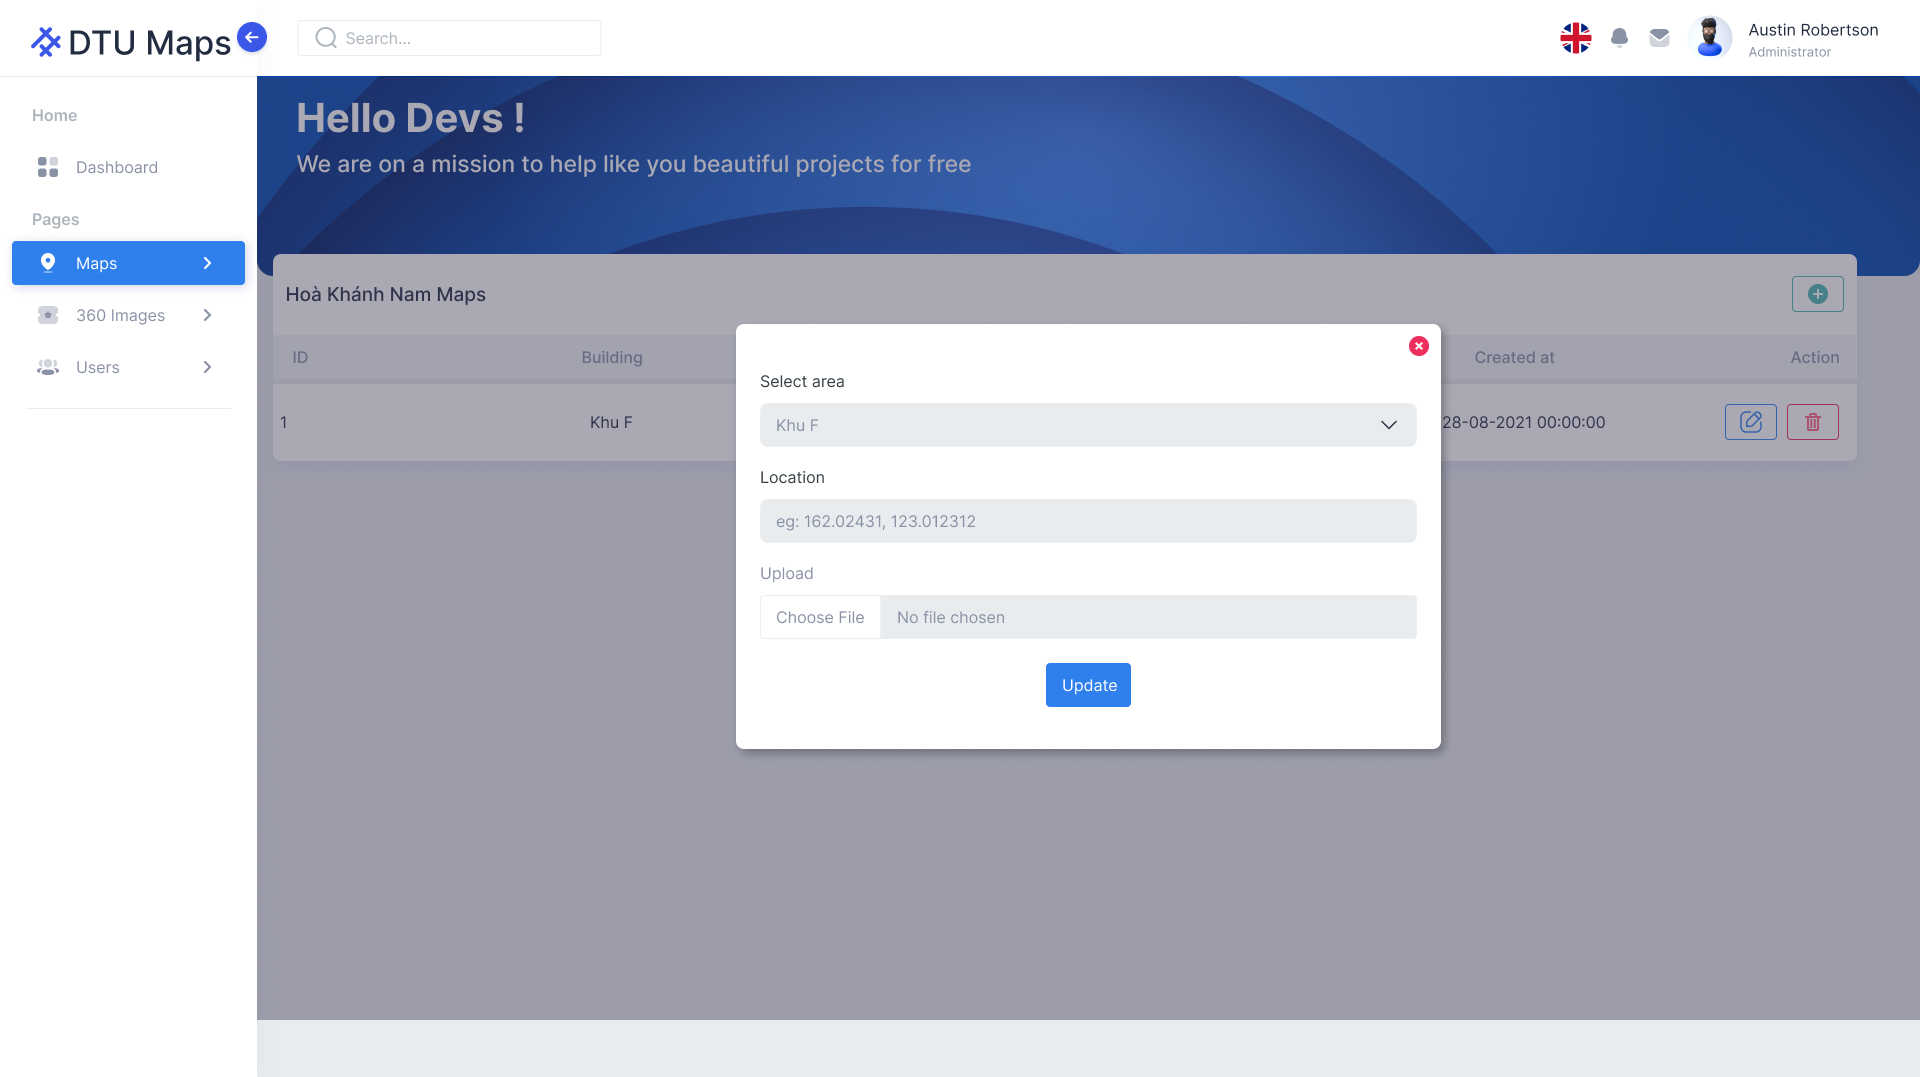 DTU Maps
Search...
Austin Robertson
Administrator
Home
Dashboard
Pages
Maps
360 Images
Users
Hello Devs !
We are on a mission to help like you beautiful projects for free
Hoà Khánh Nam Maps
ID
Building
Created at
Action
1
Khu F
28-08-2021 00:00:00
Select area
Khu F
Location
eg: 162.02431, 123.012312
Upload
Choose File
No file chosen
Update